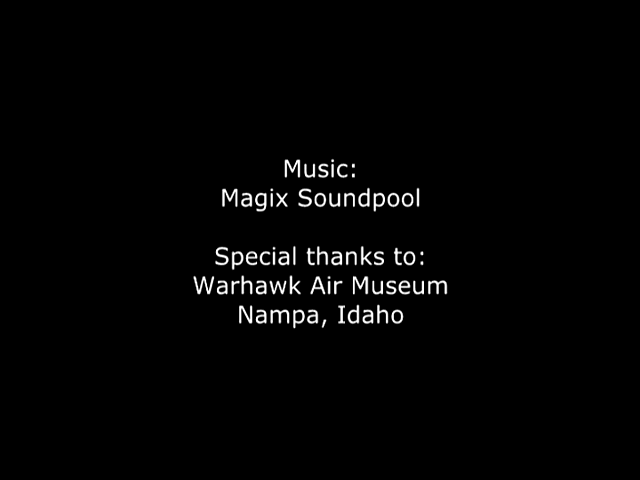 Music:
Magix Soundpool
Special thanks to:
Warhawk Air Museum
Nampa, Idaho